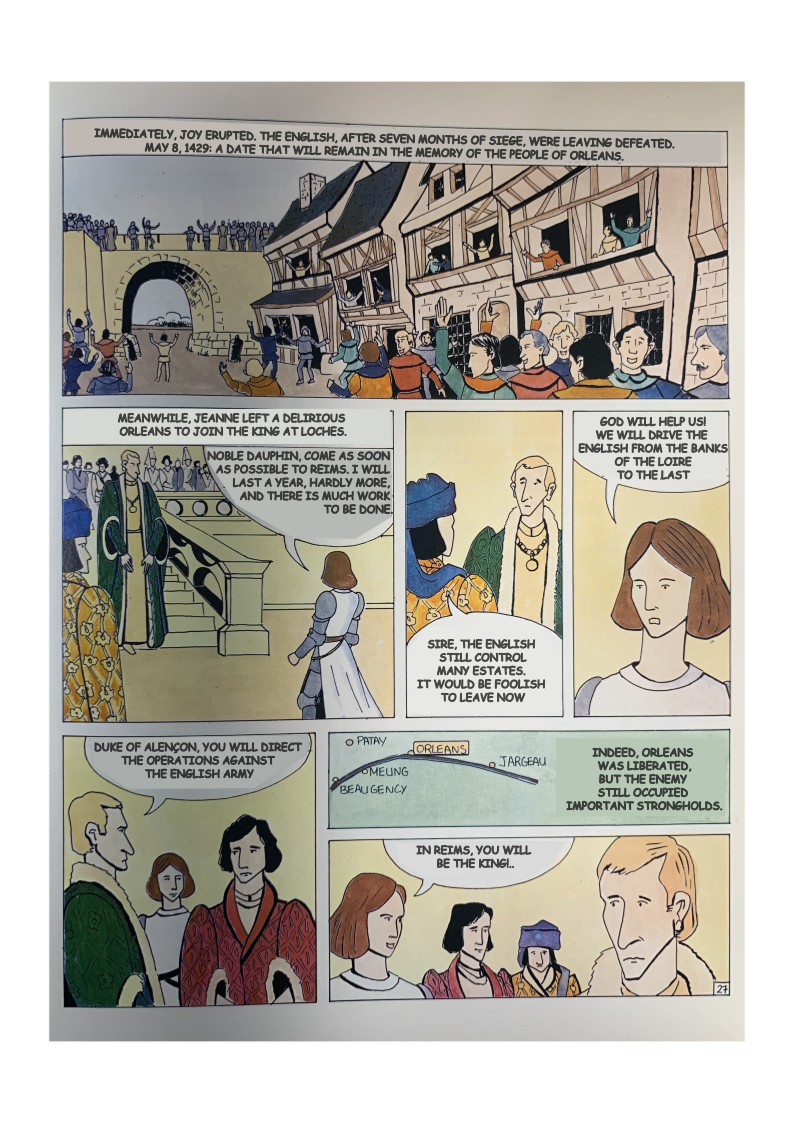 IMMEDIATELY, JOY ERUPTED. THE ENGLISH, AFTER SEVEN MONTHS OF SIEGE, WERE LEAVING DEFEATED.
MAY 8, 1429: A DATE THAT WILL REMAIN IN THE MEMORY OF THE PEOPLE OF ORLEANS.
MEANWHILE, JEANNE LEFT A DELIRIOUS
ORLEANS TO JOIN THE KING AT LOCHES.
NOBLE DAUPHIN, COME AS SOON
AS POSSIBLE TO REIMS. I WILL
LAST A YEAR, HARDLY MORE,
AND THERE IS MUCH WORK
TO BE DONE.
SIRE, THE ENGLISH
STILL CONTROL
MANY ESTATES.
IT WOULD BE FOOLISH
TO LEAVE NOW
GOD WILL HELP US!
WE WILL DRIVE THE
ENGLISH FROM THE BANKS
OF THE LOIRE
TO THE LAST
DUKE OF ALENÇON, YOU WILL DIRECT
THE OPERATIONS AGAINST
THE ENGLISH ARMY
PATAY
ORLEANS
JARGEAU
MEUNG
BEAUGENCY
INDEED, ORLEANS
WAS LIBERATED,
BUT THE ENEMY
STILL OCCUPIED
IMPORTANT STRONGHOLDS.
IN REIMS, YOU WILL
BE THE KING!..
27